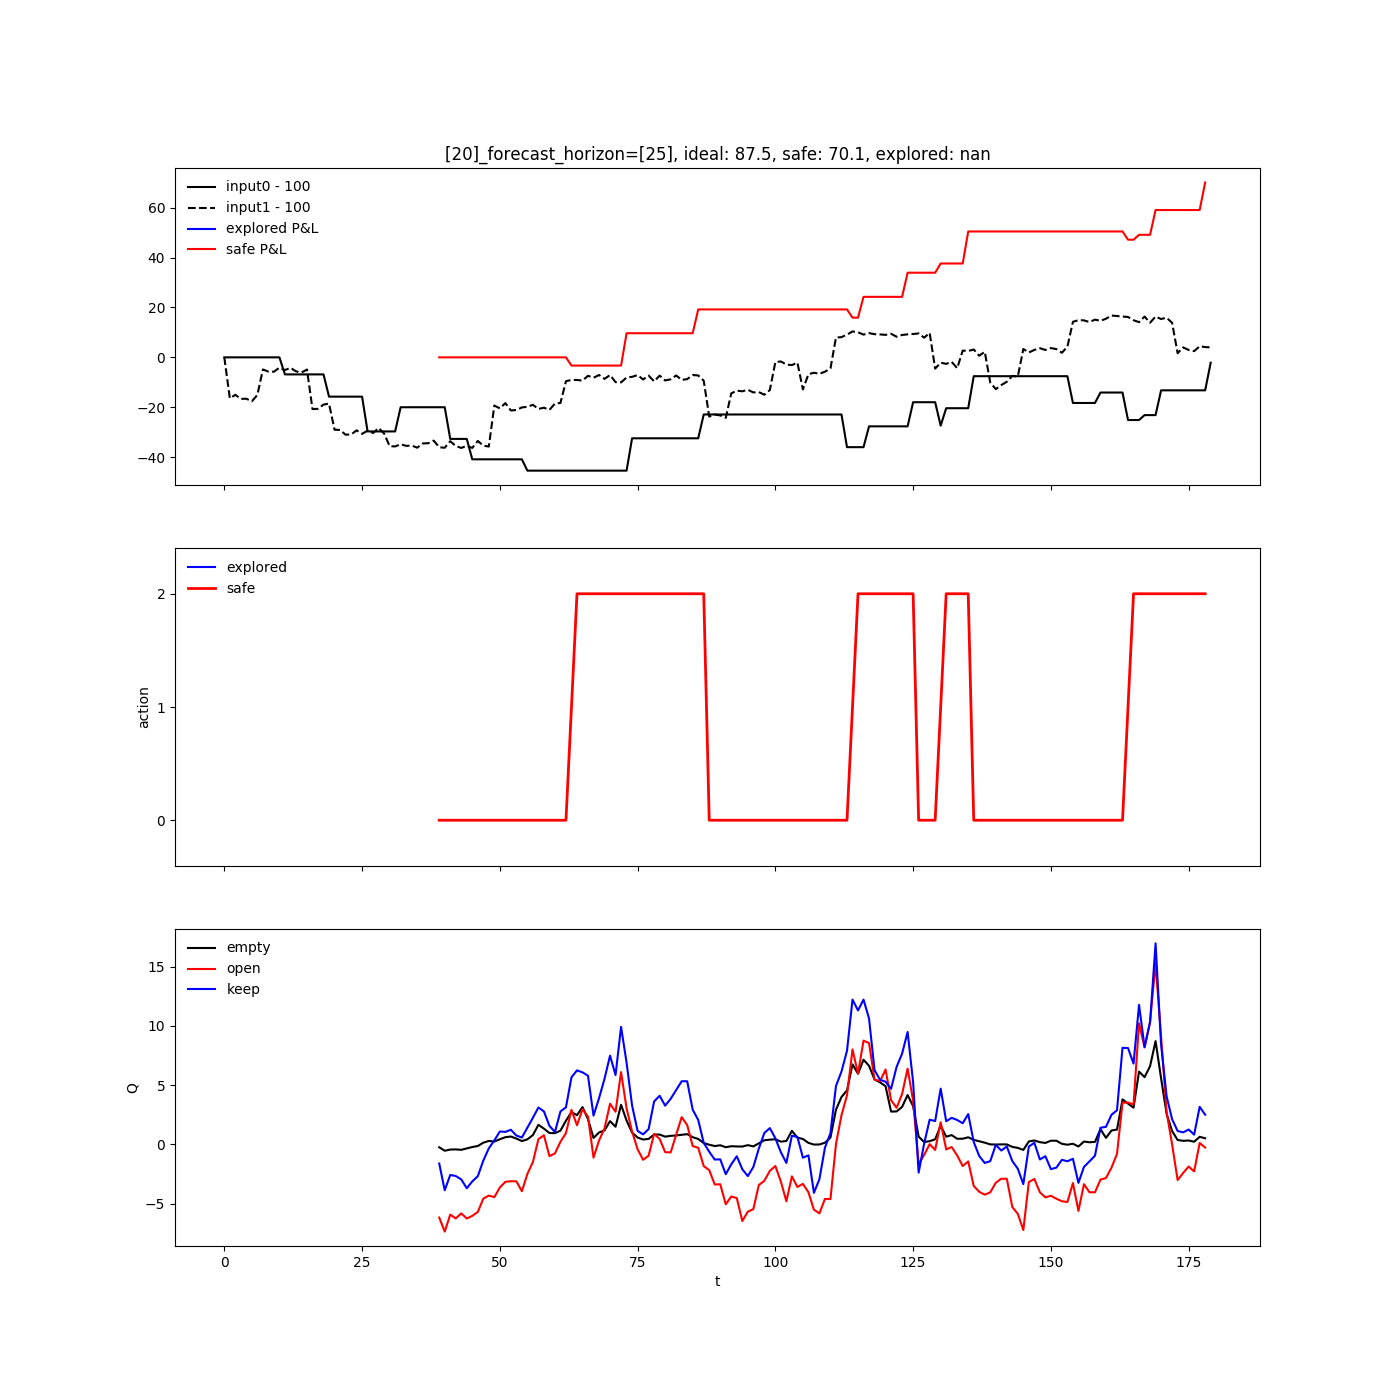 [20]_forecast_horizon=[25], ideal: 87.5, safe: 70.1, explored: nan
input0 - 100
input1 - 100
explored P&L
safe P&L
60
40
20
0
−20
−40
explored
safe
2
1
0
action
empty
open
keep
15
10
5
0
−5
Q
0 25 50 75 100 125 150 175
t